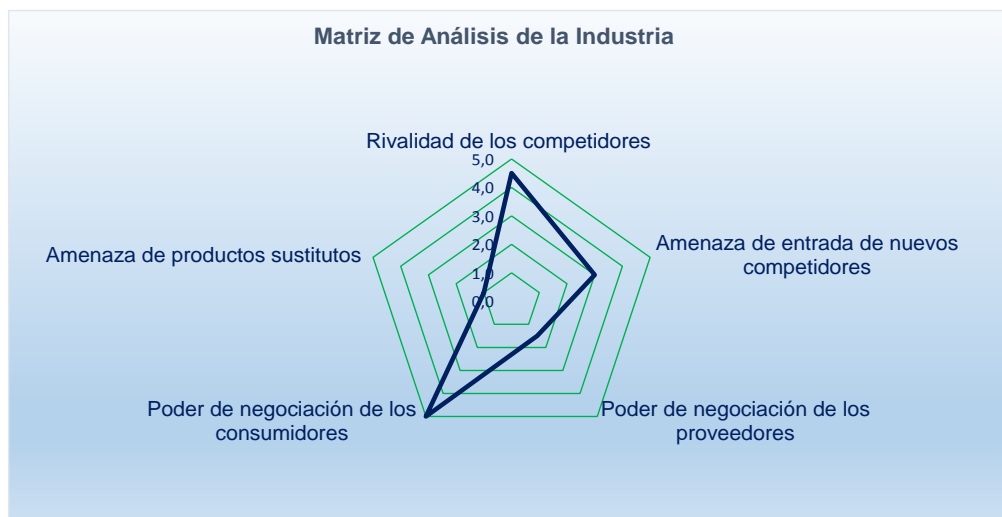 Matriz de Análisis de la Industria
Rivalidad de los competidores
5,0
4,0
3,0
2,0
1,0
0,0
Amenaza de entrada de nuevos
competidores
Poder de negociación de los
proveedores
Poder de negociación de los
consumidores
Amenaza de productos sustitutos